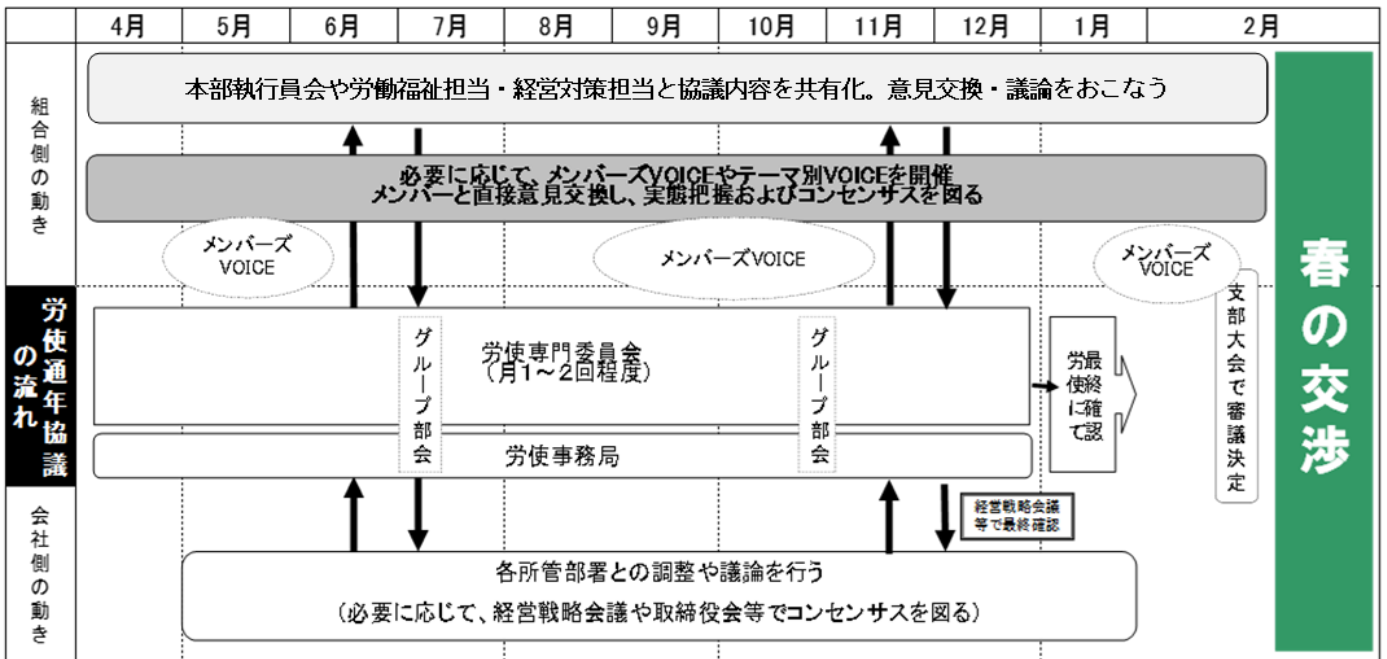 4月 5月 6月 7月 8月 9月 10月 11月 12月 1月 2月
組合側の動き
本部執行員会や労働福祉担当・経営対策担当と協議内容を共有化。意見交換・議論をおこなう
必要に応じて、メンバーズVOICEやテーマ別VOICEを開催
メンバーと直接意見交換し、実態把握およびコンセンサスを図る
メンバーズ
VOICE
メンバーズVOICE
メンバーズ
VOICE
労使通年協議
の流れ
グループ部会
労使専門委員会
(月1～2回程度)
グループ部会
労使にて
最終確認
支部大会で審議決定
春の交渉
労使事務局
会社側の動き
経営戦略会議
等で最終確認
各所管部署との調整や議論を行う
(必要に応じて、経営戦略会議や取締役会等でコンセンサスを図る)